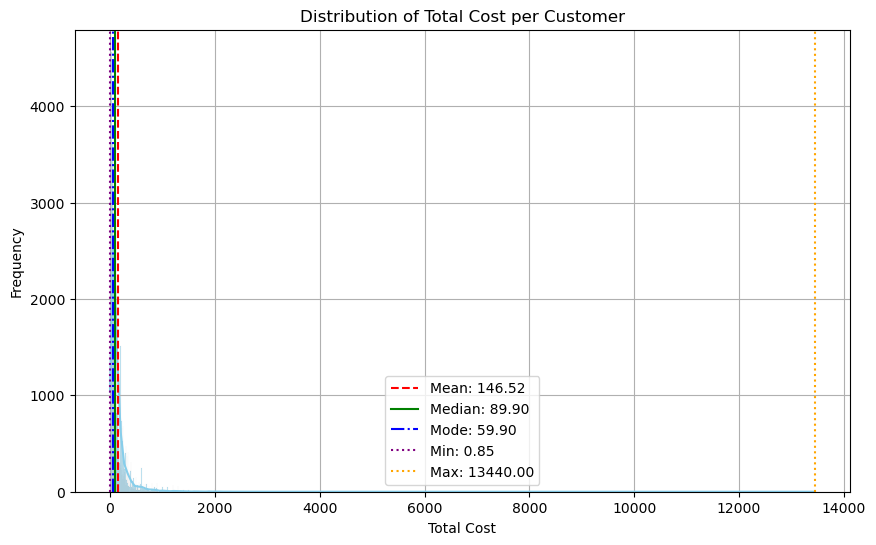 Distribution of Total Cost per Customer
Frequency
4000
3000
2000
1000
0
Mean: 146.52
Median: 89.90
Mode: 59.90
Min: 0.85
Max: 13440.00
0 2000 4000 6000 8000 10000 12000 14000
Total Cost